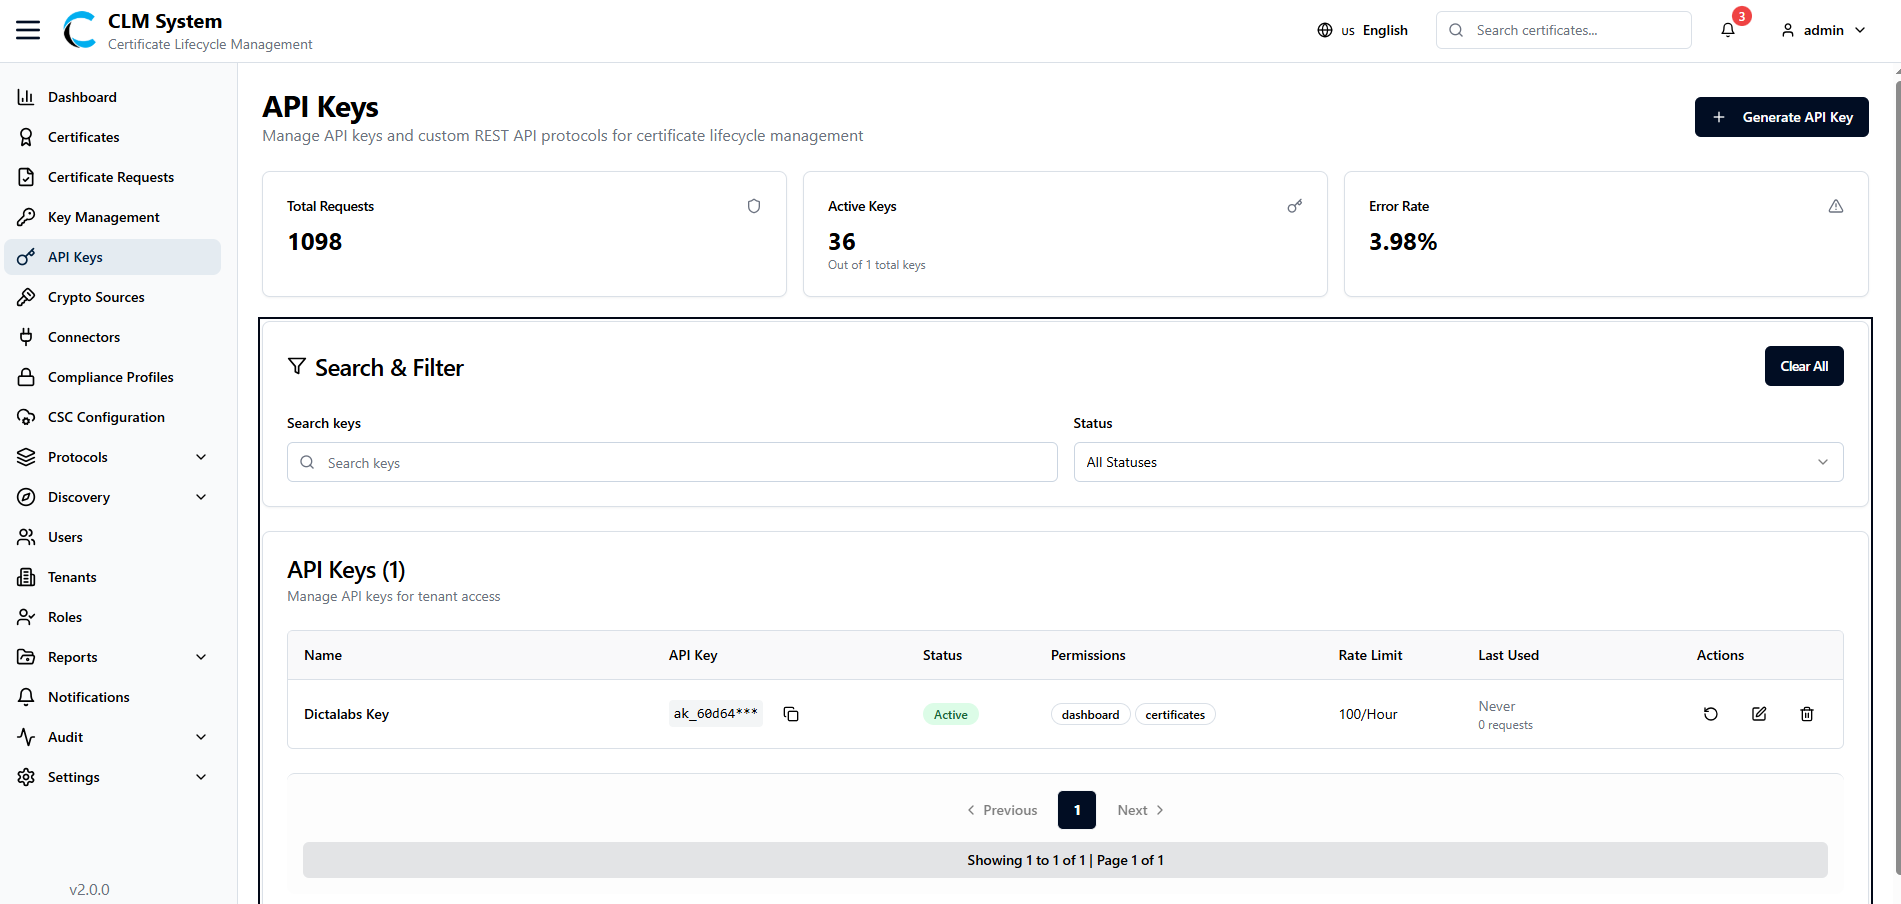 CLM System
Certificate Lifecycle Management
us English
Search certificates...
3
admin
Dashboard
Certificates
Certificate Requests
Key Management
API Keys
Crypto Sources
Connectors
Compliance Profiles
CSC Configuration
Protocols
Discovery
Users
Tenants
Roles
Reports
Notifications
Audit
Settings
v2.0.0
API Keys
Manage API keys and custom REST API protocols for certificate lifecycle management
Generate API Key
Total Requests
1098
Active Keys
36
Out of 1 total keys
Error Rate
3.98%
Search & Filter
Clear All
Search keys
Search keys
Status
All Statuses
API Keys (1)
Manage API keys for tenant access
Name API Key Status Permissions Rate Limit Last Used Actions
Dictalabs Key ak_60d64*** Active dashboard certificates 100/Hour Never
0 requests
Previous 1 Next
Showing 1 to 1 of 1 | Page 1 of 1